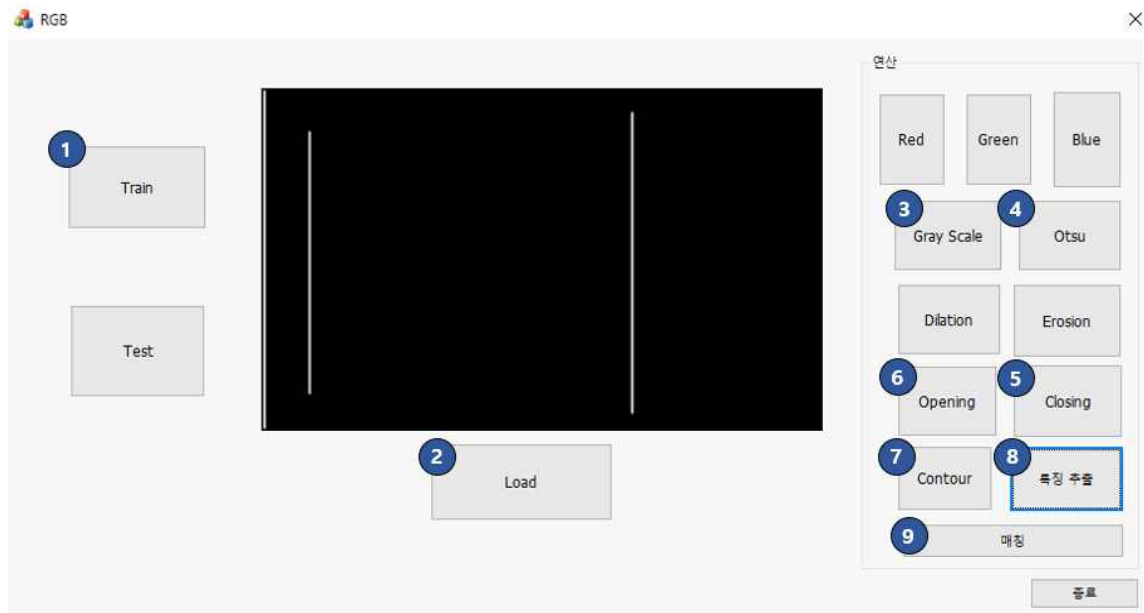 RGB
연산
1
Train
Red
Green
Blue
3
Gray Scale
4
Otsu
Test
Dilation
Erosion
6
Opening
5
Closing
2
Load
7
Contour
8
특징 추출
9
매칭
종료